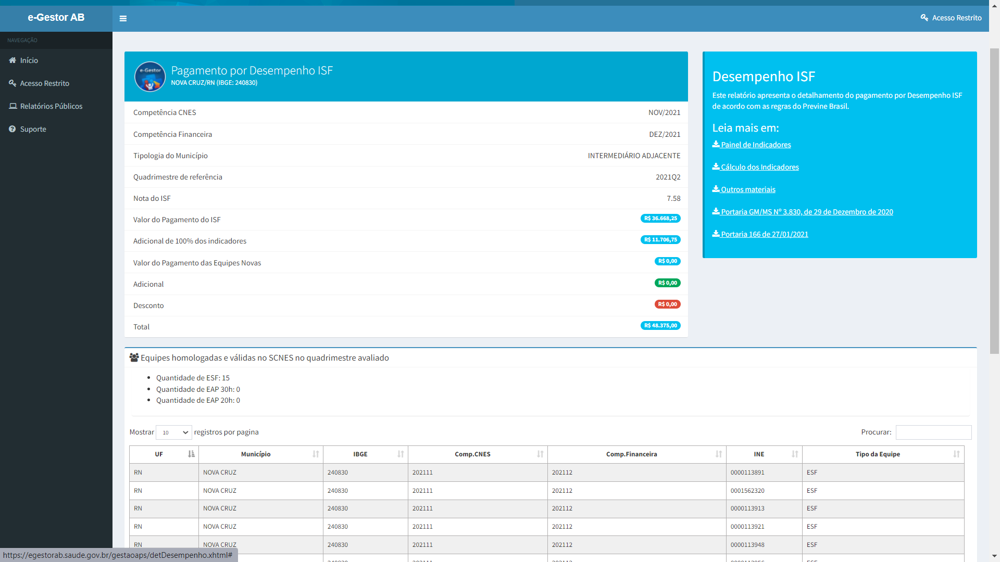 e-Gestor AB
Acesso Restrito
NAVEGAÇÃO
Início
Acesso Restrito
Relatórios Públicos
Suporte
e-Gestor
Pagamento por Desempenho ISF
NOVA CRUZ/RN (IBGE: 240830)
Competência CNES NOV/2021
Competência Financeira DEZ/2021
Tipologia do Município INTERMEDIÁRIO ADJACENTE
Quadrimestre de referência 2021Q2
Nota do ISF 7.58
Valor do Pagamento do ISF R$ 36.668,25
Adicional de 100% dos indicadores R$ 11.706,75
Valor do Pagamento das Equipes Novas R$ 0,00
Adicional R$ 0,00
Desconto R$ 0,00
Total R$ 48.375,00
Desempenho ISF
Este relatório apresenta o detalhamento do pagamento por Desempenho ISF
de acordo com as regras do Previne Brasil.
Leia mais em:
Painel de Indicadores
Cálculo dos Indicadores
Outros materiais
Portaria GM/MS Nº 3.830, de 29 de Dezembro de 2020
Portaria 166 de 27/01/2021
Equipes homologadas e válidas no SCNES no quadrimestre avaliado
• Quantidade de ESF: 15
• Quantidade de EAP 30h: 0
• Quantidade de EAP 20h: 0
Mostrar 10 registros por pagina Procurar:
UF Município IBGE Comp.CNES Comp.Financeira INE Tipo da Equipe
RN NOVA CRUZ 240830 202111 202112 0000113891 ESF
RN NOVA CRUZ 240830 202111 202112 0001562320 ESF
RN NOVA CRUZ 240830 202111 202112 0000113913 ESF
RN NOVA CRUZ 240830 202111 202112 0000113921 ESF
RN NOVA CRUZ 240830 202111 202112 0000113948 ESF
https://egestorab.saude.gov.br/gestaoaps/detDesempenho.xhtml#